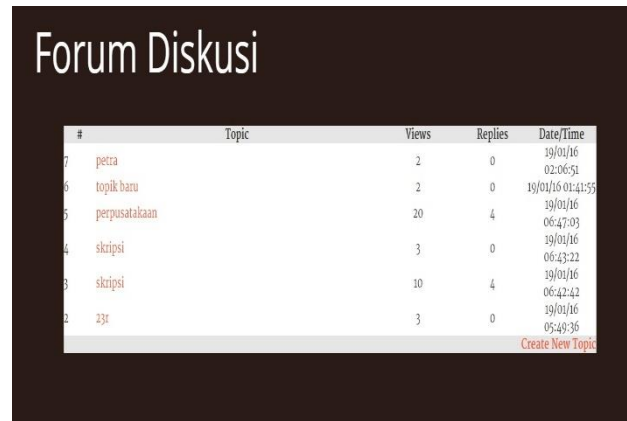 Forum Diskusi
# Topic Views Replies Date/Time
7 petra 2 0 19/01/16 02:06:51
6 topik baru 2 0 19/01/16 01:41:55
5 perpusatakaan 20 4 19/01/16 06:47:03
4 skripsi 3 0 19/01/16 06:43:22
3 skripsi 10 4 19/01/16 06:42:42
2 23r 3 0 19/01/16 05:49:36
Create New Topic